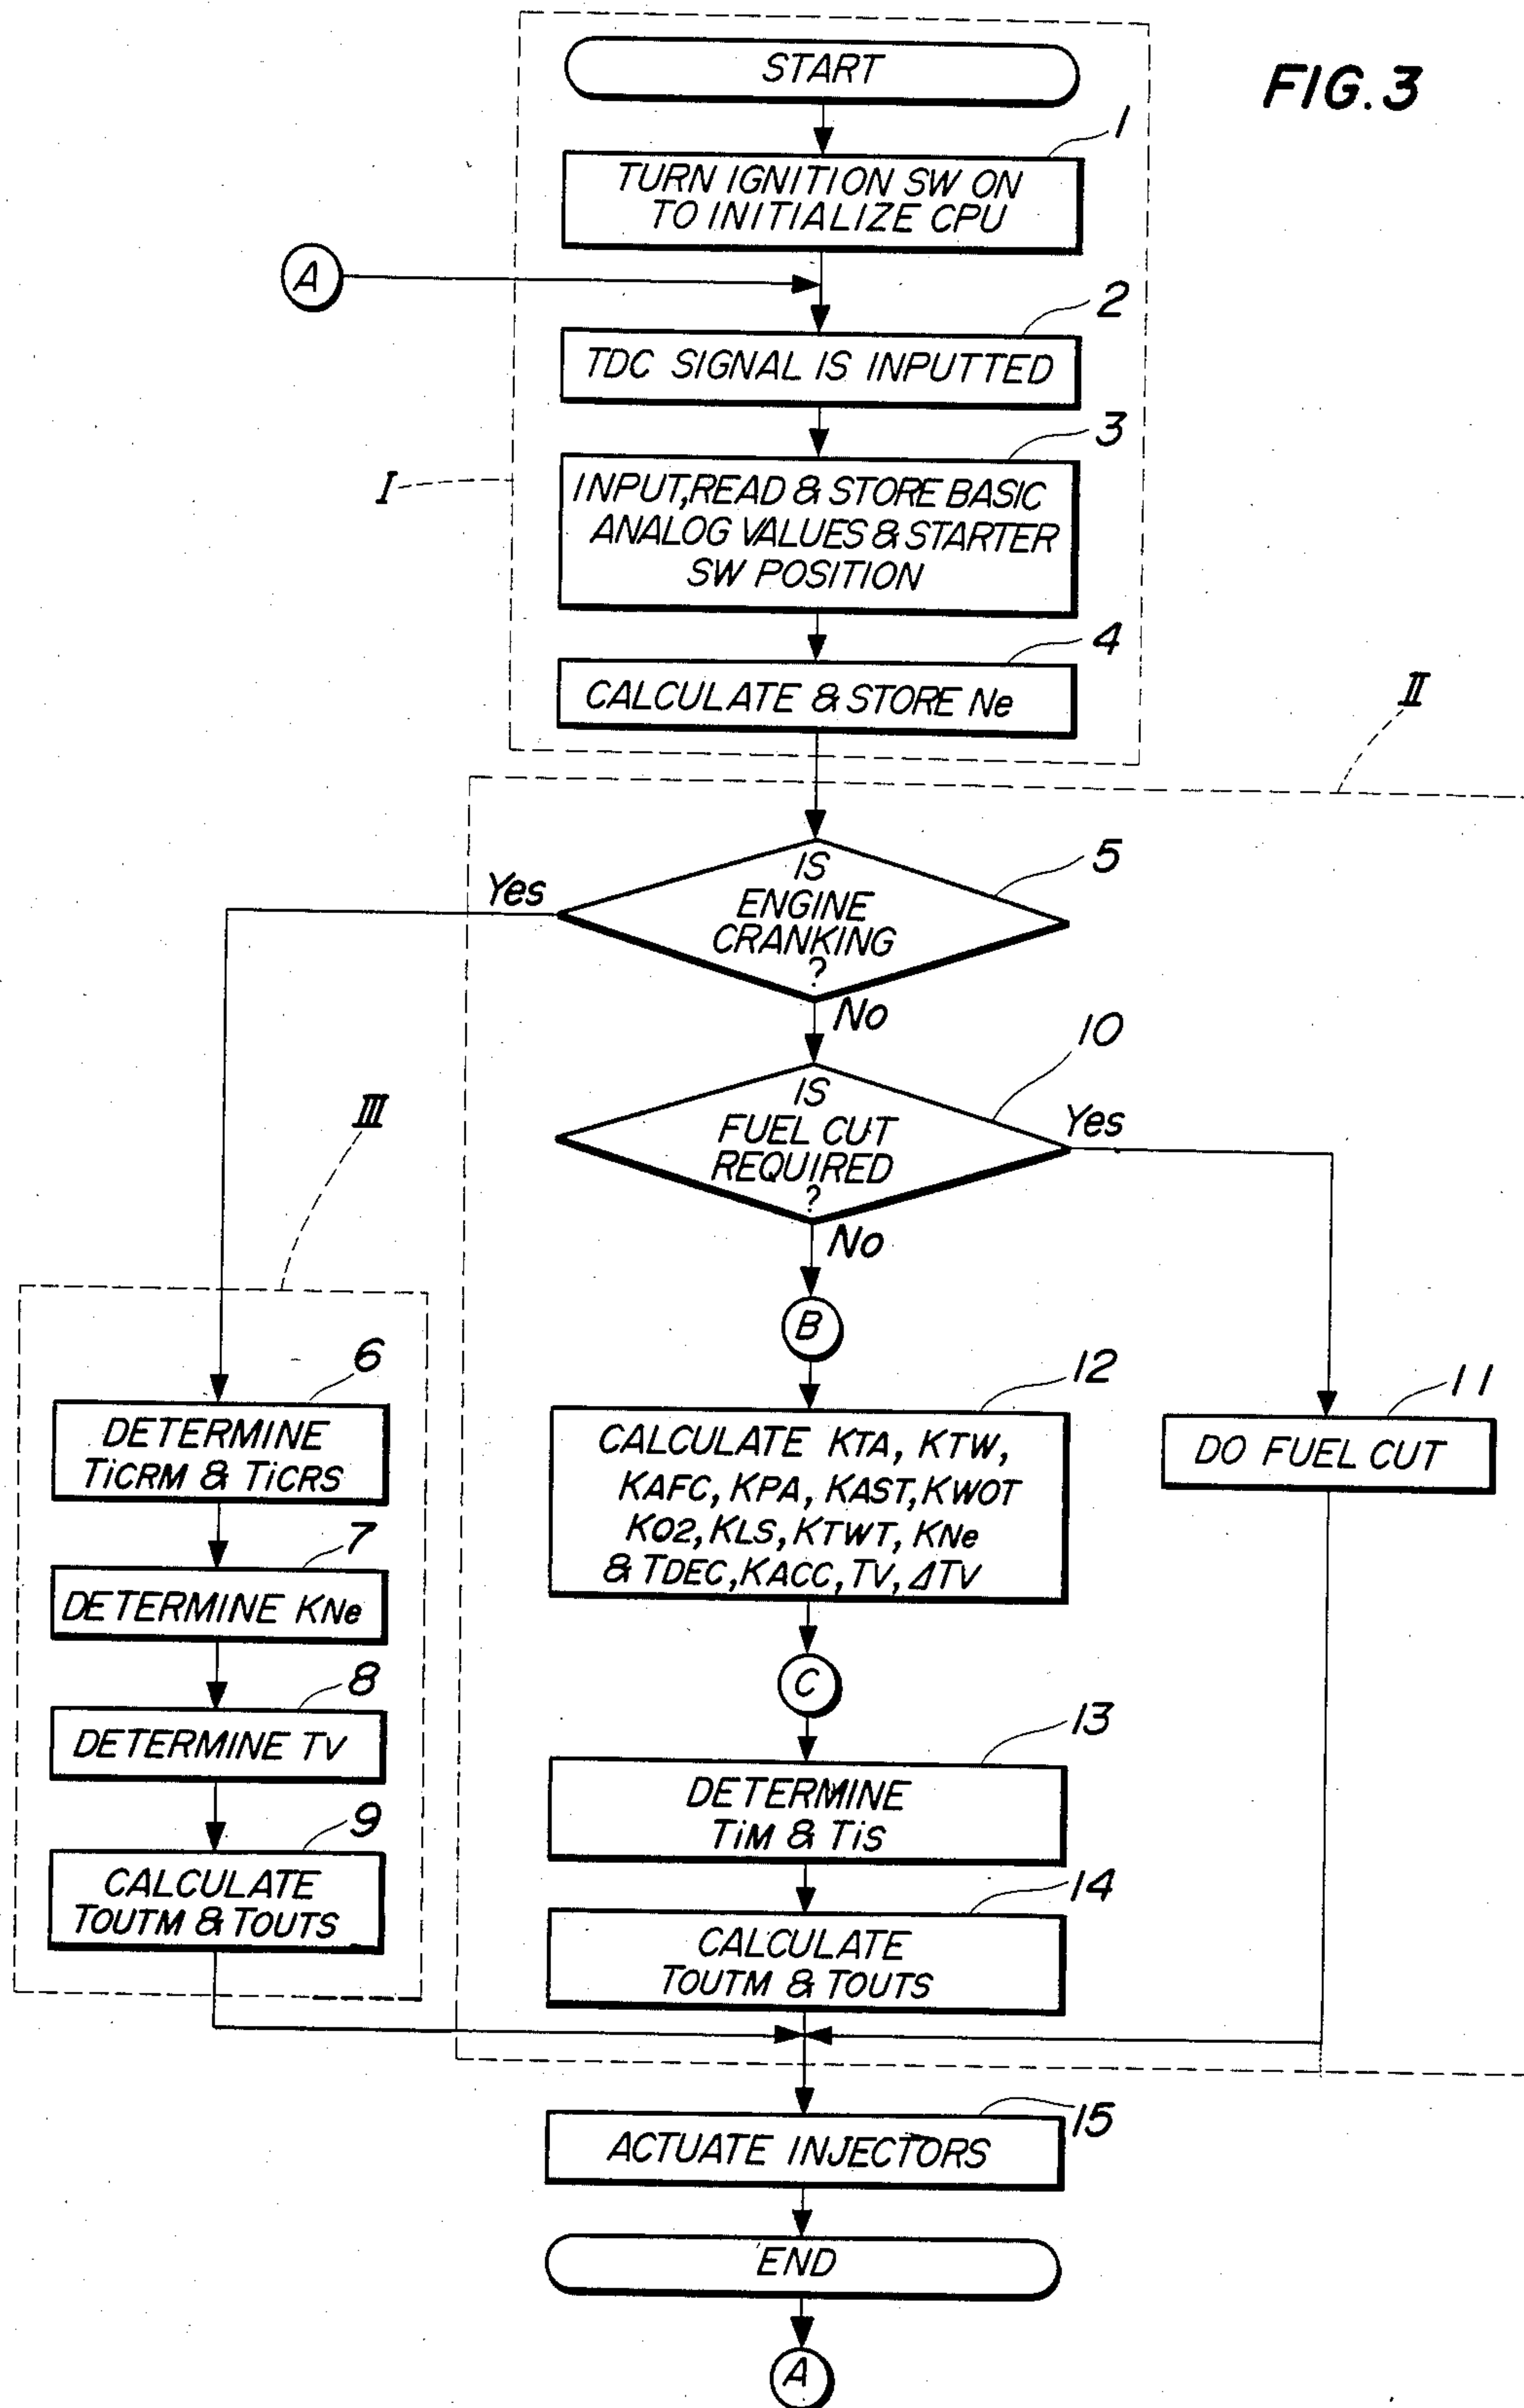 FIG. 3
START
1
TURN IGNITION SW ON
TO INITIALIZE CPU
A
2
TDC SIGNAL IS INPUTTED
3
I
INPUT, READ & STORE BASIC
ANALOG VALUES & STARTER
SW POSITION
4
CALCULATE & STORE Ne
II
5
IS
ENGINE
CRANKING
?
Yes
No
10
IS
FUEL CUT
REQUIRED
?
Yes
No
III
B
6
DETERMINE
TiCRM & TiCRS
7
DETERMINE KNe
8
DETERMINE TV
9
CALCULATE
TOUTM & TOUTS
12
CALCULATE KTA, KTW,
KAFC, KPA, KAST, KWOT
KO2, KLS, KTWT, KNe
& TDEC, KACC, TV, ΔTV
11
DO FUEL CUT
C
13
DETERMINE
TiM & TiS
14
CALCULATE
TOUTM & TOUTS
15
ACTUATE INJECTORS
END
A